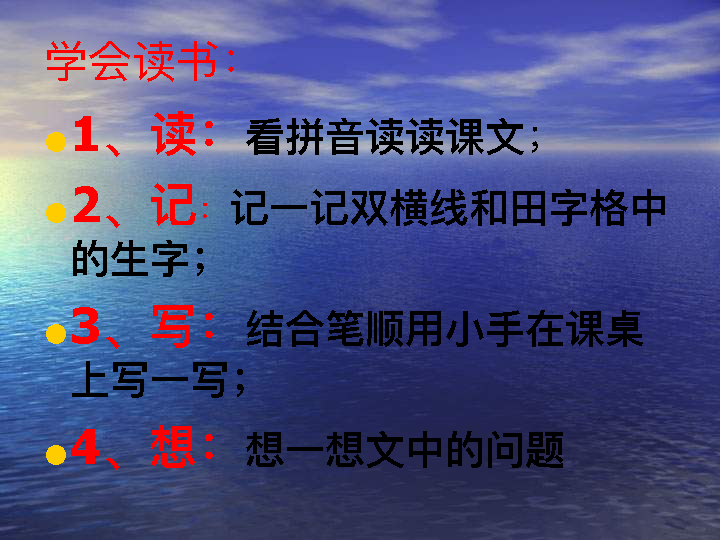 学会读书：
1、读：看拼音读读课文；
2、记：记一记双横线和田字格中
的生字；
3、写：结合笔顺用小手在课桌
上写一写；
4、想：想一想文中的问题